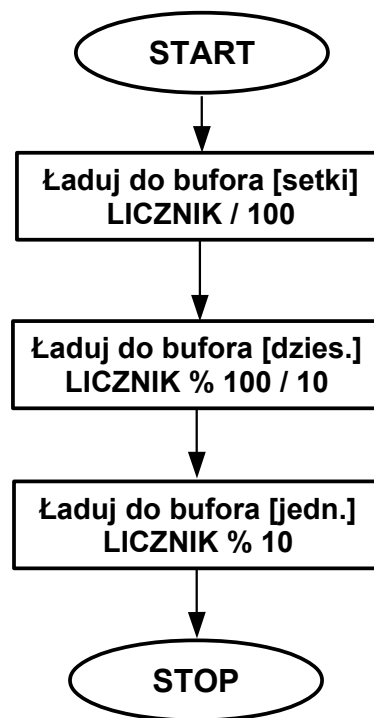 START
Ładuj do bufora [setki]
LICZNIK / 100
Ładuj do bufora [dzies.]
LICZNIK % 100 / 10
Ładuj do bufora [jedn.]
LICZNIK % 10
STOP